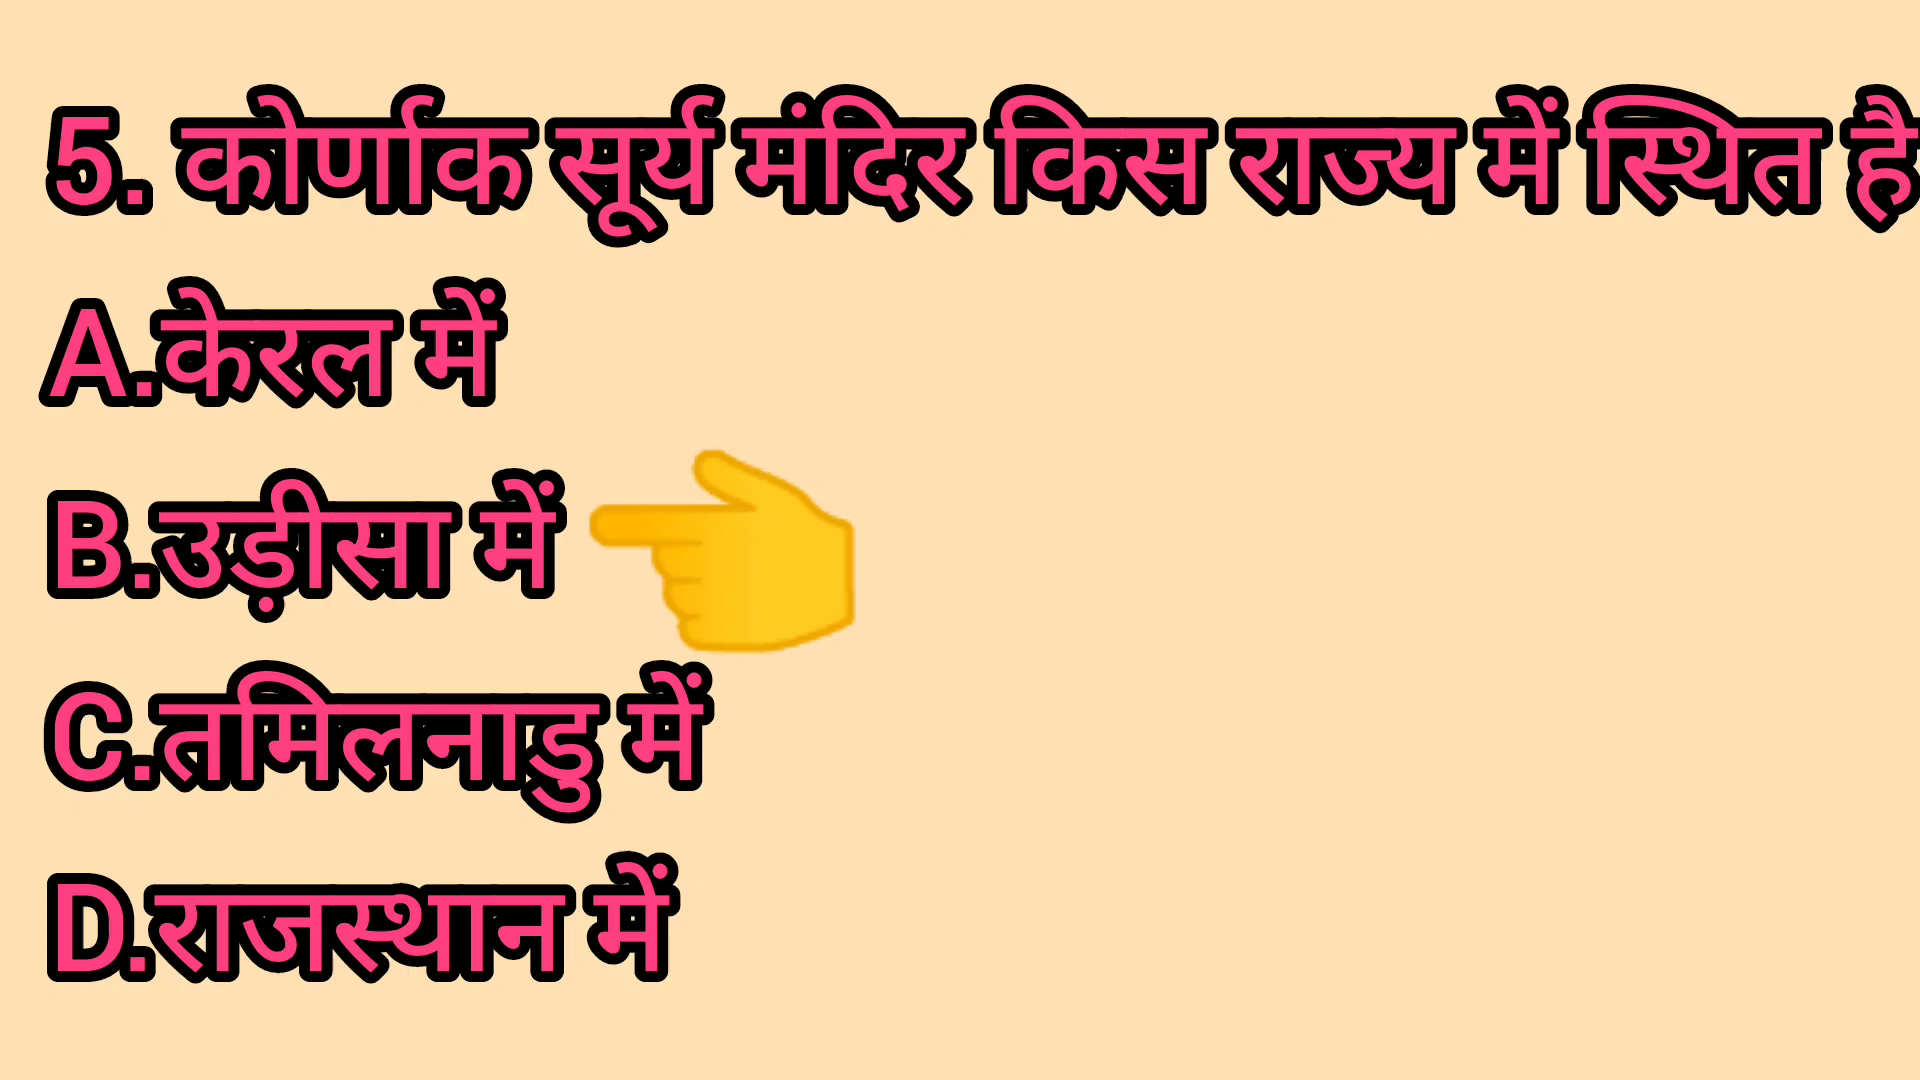 5. कोर्णाक सूर्य मंदिर किस राज्य में स्थित है
A.केरल में
B.उड़ीसा में
C.तमिलनाडु में
D.राजस्थान में